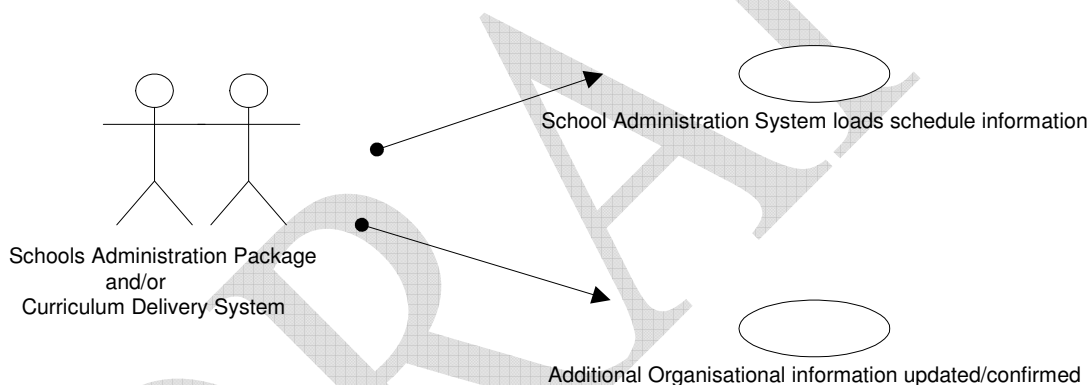 School Administration System loads schedule information
Schools Administration Package
and/or
Curriculum Delivery System
Additional Organisational information updated/confirmed